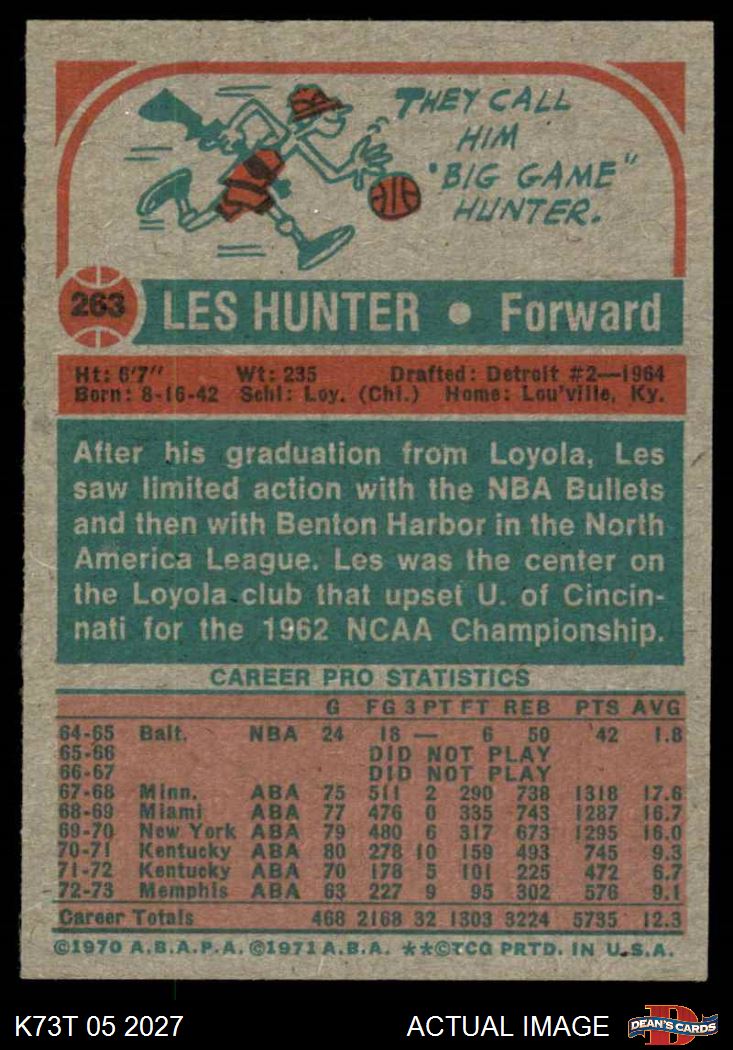 THEY CALL
HIM
"BIG GAME"
HUNTER.
263 LES HUNTER • Forward
Ht: 6'7" Wt: 235 Drafted: Detroit #2—1964
Born: 8-16-42 Schl: Loy. (Chi.) Home: Lou'ville, Ky.
After his graduation from Loyola, Les
saw limited action with the NBA Bullets
and then with Benton Harbor in the North
America League. Les was the center on
the Loyola club that upset U. of Cincin-
nati for the 1962 NCAA Championship.
CAREER PRO STATISTICS
G FG 3 PT FT REB PTS AVG
64-65 Balt. NBA 24 18 — 6 50 42 1.8
65-66 DID NOT PLAY
66-67 DID NOT PLAY
67-68 Minn. ABA 75 511 2 290 738 1318 17.6
68-69 Miami ABA 77 476 0 335 743 1287 16.7
69-70 New York ABA 79 480 6 317 673 1295 16.0
70-71 Kentucky ABA 80 278 10 159 493 745 9.3
71-72 Kentucky ABA 70 178 5 101 225 472 6.7
72-73 Memphis ABA 63 227 9 95 302 576 9.1
Career Totals 468 2168 32 1303 3224 5735 12.3
©1970 A.B.A.P.A. ©1971 A.B.A. **©TCG PRTD. IN U.S.A.
K73T 05 2027 ACTUAL IMAGE D DEAN'S CARDS